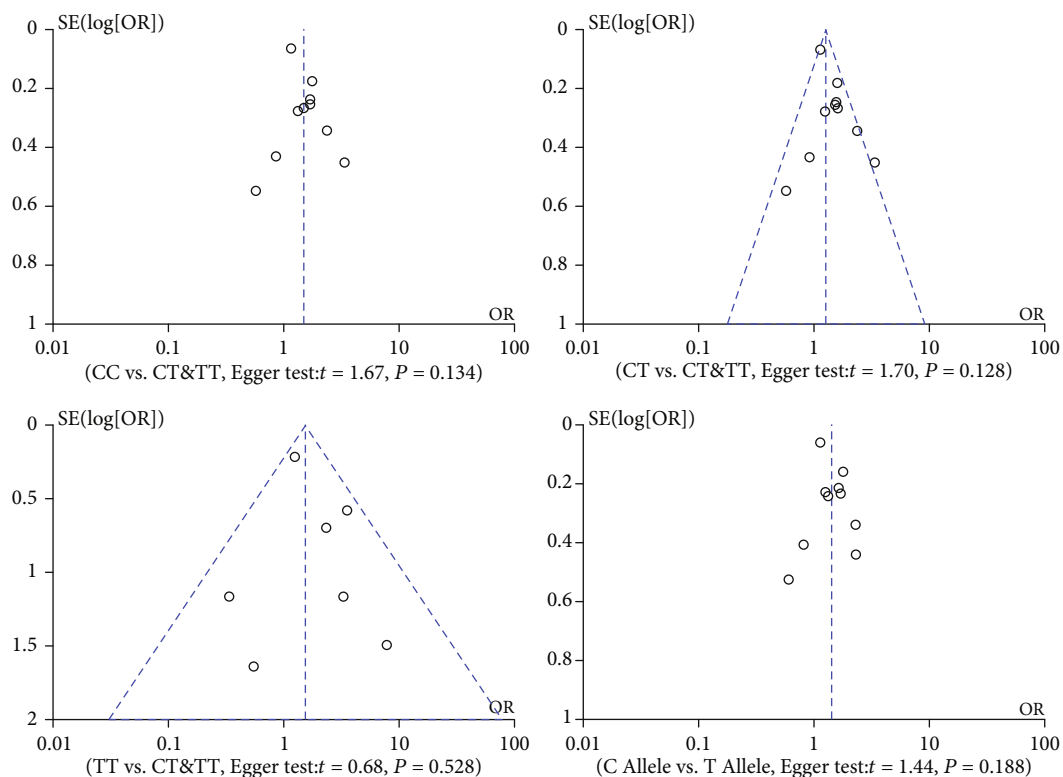 SE(log[OR])
0
0.2
0.4
0.6
0.8
1
OR
0.01 0.1 1 10 100
(CC vs. CT&TT, Egger test:t = 1.67, P = 0.134)
SE(log[OR])
0
0.2
0.4
0.6
0.8
1
OR
0.01 0.1 1 10 100
(CT vs. CT&TT, Egger test:t = 1.70, P = 0.128)
SE(log[OR])
0
0.5
1
1.5
2
OR
0.01 0.1 1 10 100
(TT vs. CT&TT, Egger test:t = 0.68, P = 0.528)
SE(log[OR])
0
0.2
0.4
0.6
0.8
1
OR
0.01 0.1 1 10 100
(C Allele vs. T Allele, Egger test:t = 1.44, P = 0.188)